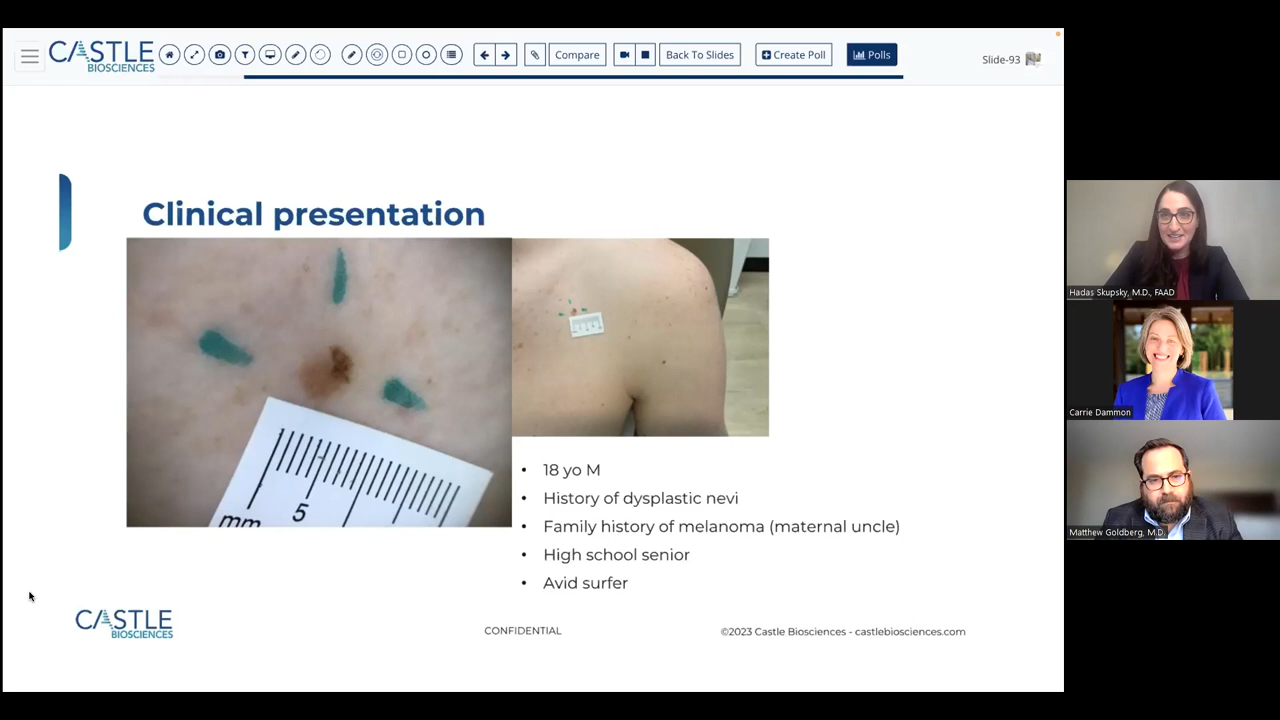 CASTLE
BIOSCIENCES
Compare
Back To Slides
Create Poll
Polls
Slide-93
Clinical presentation
mm
5
• 18 yo M
• History of dysplastic nevi
• Family history of melanoma (maternal uncle)
• High school senior
• Avid surfer
CASTLE
BIOSCIENCES
CONFIDENTIAL
©2023 Castle Biosciences - castlebiosciences.com
Hadas Skupsky, M.D., FAAD
Carrie Dammon
Matthew Goldberg, M.D.